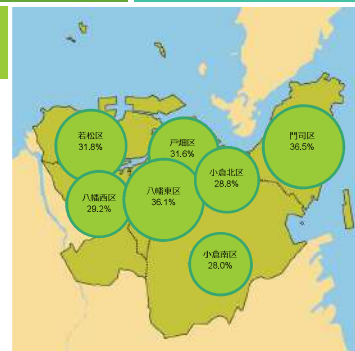 若松区
31.8%
戸畑区
31.6%
門司区
36.5%
小倉北区
28.8%
八幡西区
29.2%
八幡東区
36.1%
小倉南区
28.0%